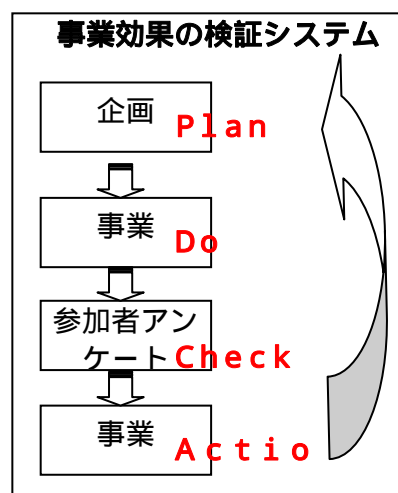 事業効果の検証システム
企画
Ｐｌａｎ
事業
Ｄｏ
参加者アン
ケート
Ｃｈｅｃｋ
事業
Ａｃｔｉｏ